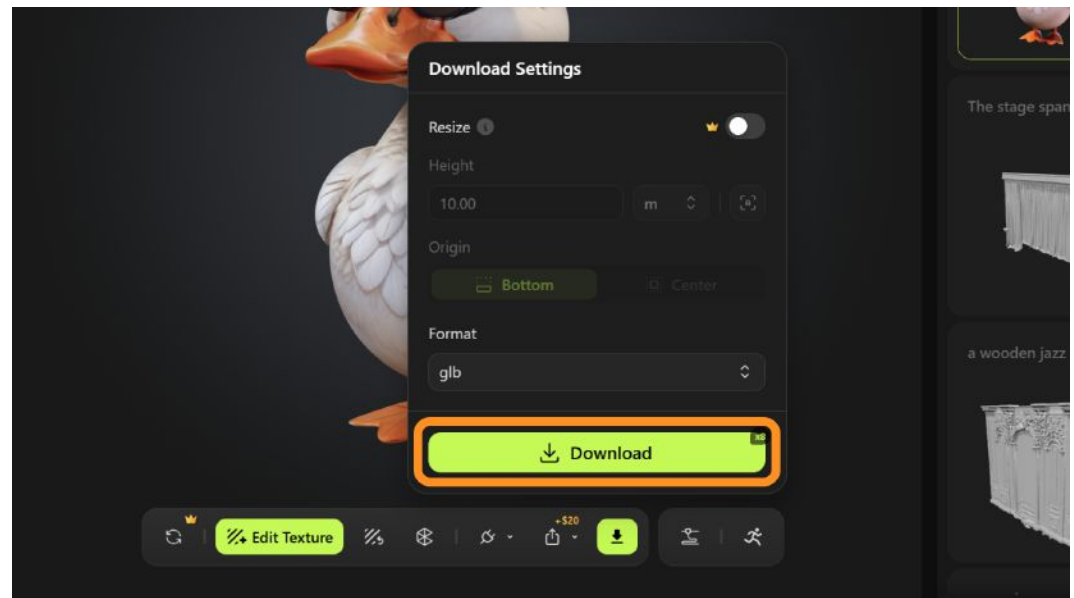 Download Settings
Resize
Height
10.00 m
Origin
Bottom Center
Format
glb
Download
x8
Edit Texture
+$20
The stage span
a wooden jazz